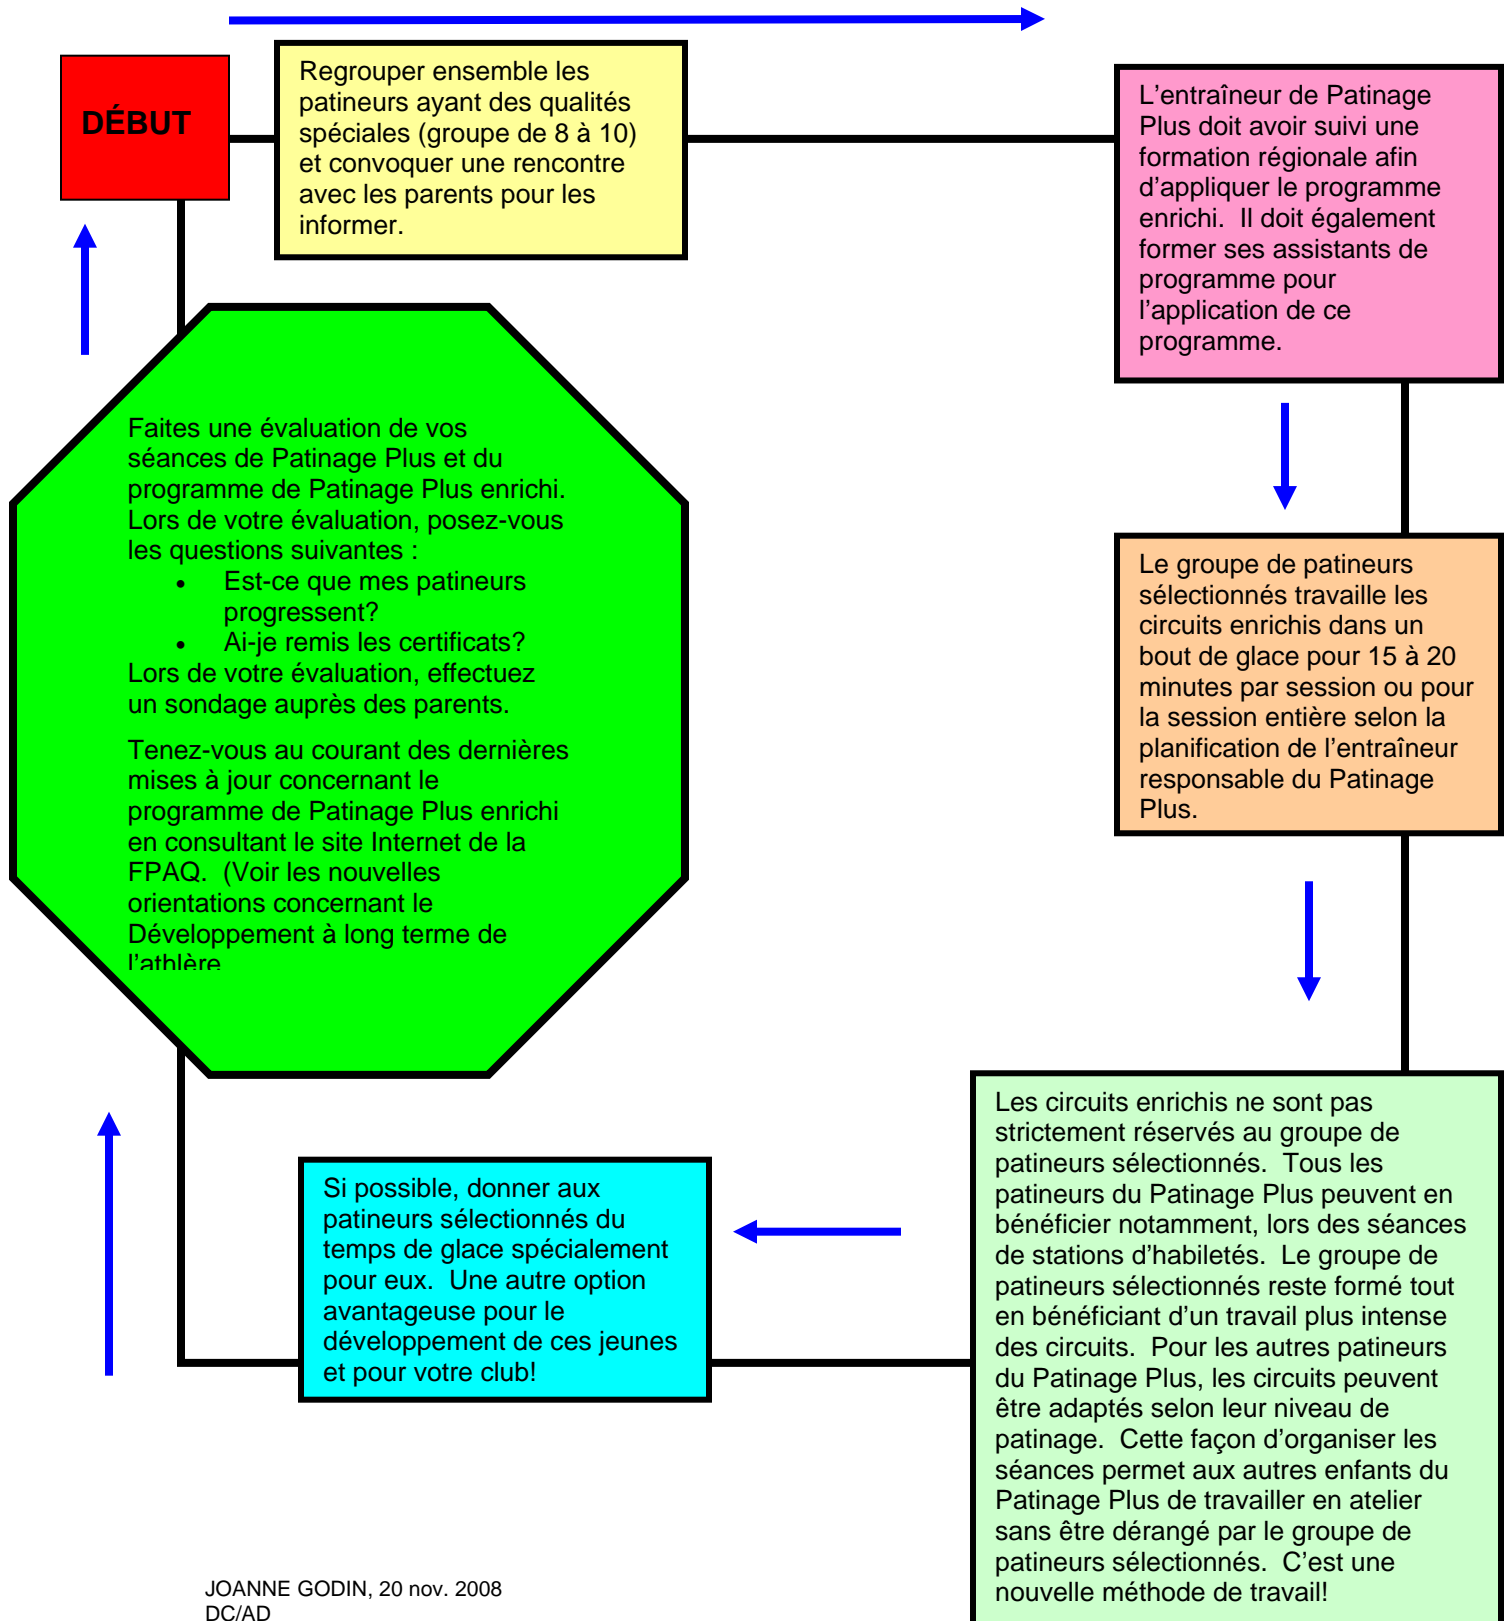 DÉBUT
Regrouper ensemble les
patineurs ayant des qualités
spéciales (groupe de 8 à 10)
et convoquer une rencontre
avec les parents pour les
informer.
L'entraîneur de Patinage
Plus doit avoir suivi une
formation régionale afin
d'appliquer le programme
enrichi.  Il doit également
former ses assistants de
programme pour
l'application de ce
programme.
Le groupe de patineurs
sélectionnés travaille les
circuits enrichis dans un
bout de glace pour 15 à 20
minutes par session ou pour
la session entière selon la
planification de l'entraîneur
responsable du Patinage
Plus.
Les circuits enrichis ne sont pas
strictement réservés au groupe de
patineurs sélectionnés.  Tous les
patineurs du Patinage Plus peuvent en
bénéficier notamment, lors des séances
de stations d'habiletés.  Le groupe de
patineurs sélectionnés reste formé tout
en bénéficiant d'un travail plus intense
des circuits.  Pour les autres patineurs
du Patinage Plus, les circuits peuvent
être adaptés selon leur niveau de
patinage.  Cette façon d'organiser les
séances permet aux autres enfants du
Patinage Plus de travailler en atelier
sans être dérangé par le groupe de
patineurs sélectionnés.  C'est une
nouvelle méthode de travail!
Si possible, donner aux
patineurs sélectionnés du
temps de glace spécialement
pour eux.  Une autre option
avantageuse pour le
développement de ces jeunes
et pour votre club!
Faites une évaluation de vos
séances de Patinage Plus et du
programme de Patinage Plus enrichi.
Lors de votre évaluation, posez-vous
les questions suivantes :
• Est-ce que mes patineurs
progressent?
• Ai-je remis les certificats?
Lors de votre évaluation, effectuez
un sondage auprès des parents.
Tenez-vous au courant des dernières
mises à jour concernant le
programme de Patinage Plus enrichi
en consultant le site Internet de la
FPAQ.  (Voir les nouvelles
orientations concernant le
Développement à long terme de
l'athlère
JOANNE GODIN, 20 nov. 2008
DC/AD